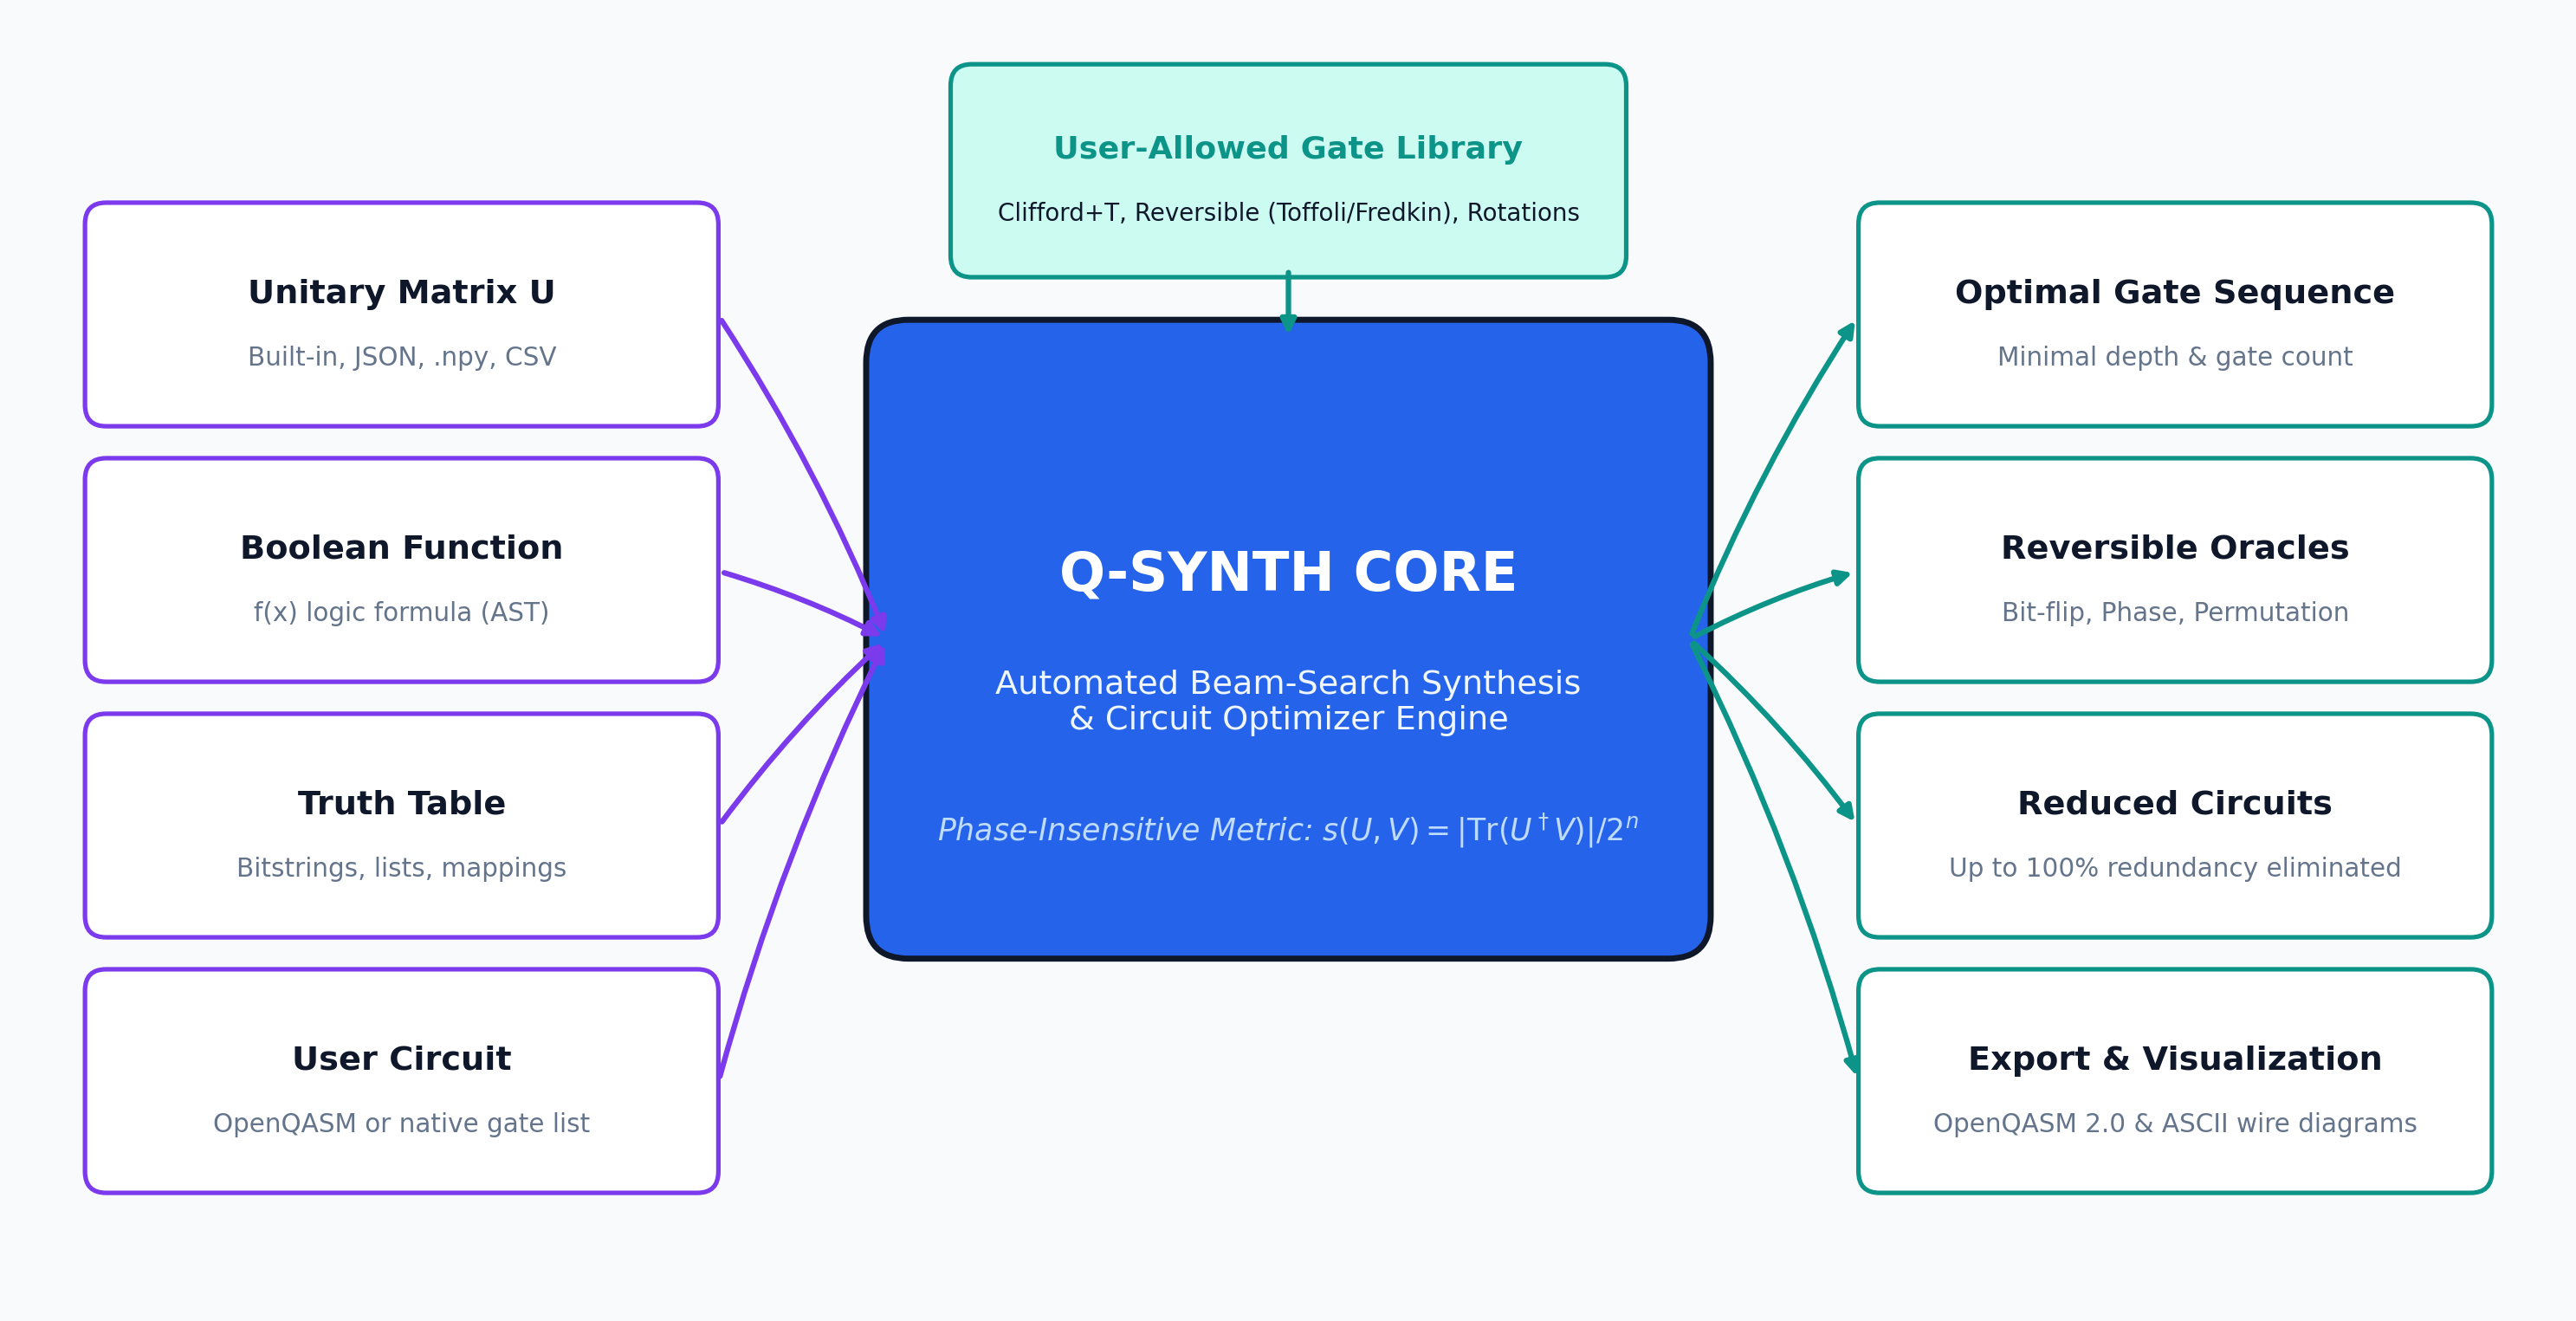 User-Allowed Gate Library
Clifford+T, Reversible (Toffoli/Fredkin), Rotations
Unitary Matrix U
Built-in, JSON, .npy, CSV
Boolean Function
f(x) logic formula (AST)
Truth Table
Bitstrings, lists, mappings
User Circuit
OpenQASM or native gate list
Q-SYNTH CORE
Automated Beam-Search Synthesis
& Circuit Optimizer Engine
Phase-Insensitive Metric: s(U, V) = |Tr(U†V)|/2ⁿ
Optimal Gate Sequence
Minimal depth & gate count
Reversible Oracles
Bit-flip, Phase, Permutation
Reduced Circuits
Up to 100% redundancy eliminated
Export & Visualization
OpenQASM 2.0 & ASCII wire diagrams